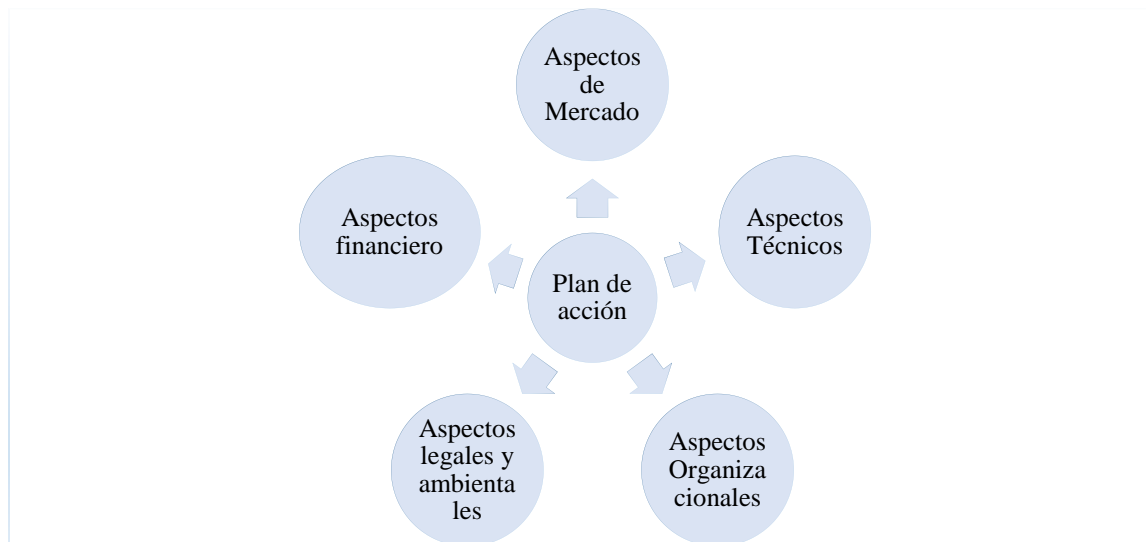 Aspectos
de
Mercado
Aspectos
financiero
Aspectos
Técnicos
Plan de
acción
Aspectos
legales y
ambienta
les
Aspectos
Organiza
cionales